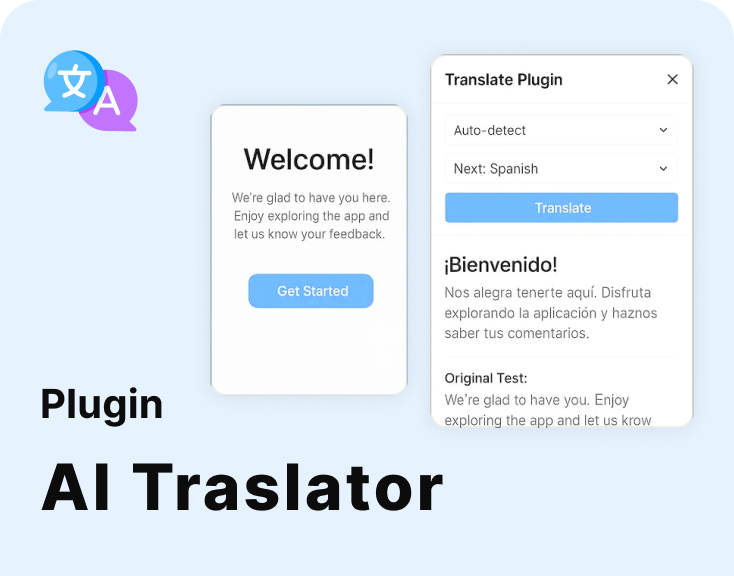 文
A
Welcome!
We're glad to have you here.
Enjoy exploring the app and
let us know your feedback.
Get Started
Translate Plugin
Auto-detect
Next: Spanish
Translate
¡Bienvenido!
Nos alegra tenerte aquí. Disfruta
explorando la aplicación y haznos
saber tus comentarios.
Original Test:
We're glad to have you. Enjoy
exploring the app and let us krow
Plugin
AI Traslator